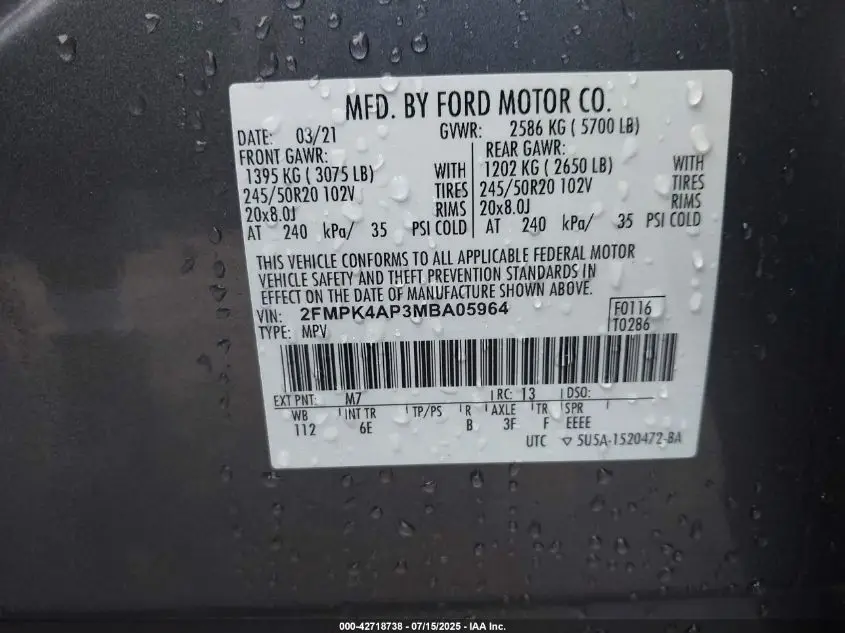 MFD. BY FORD MOTOR CO.
DATE: 03/21 GVWR: 2586 KG ( 5700 LB)
FRONT GAWR: REAR GAWR:
1395 KG ( 3075 LB) WITH 1202 KG ( 2650 LB) WITH
245/50R20 102V TIRES 245/50R20 102V TIRES
20x8.0J RIMS 20x8.0J RIMS
AT 240 kPa/ 35 PSI COLD AT 240 kPa/ 35 PSI COLD
THIS VEHICLE CONFORMS TO ALL APPLICABLE FEDERAL MOTOR
VEHICLE SAFETY AND THEFT PREVENTION STANDARDS IN
EFFECT ON THE DATE OF MANUFACTURE SHOWN ABOVE.
VIN: 2FMPK4AP3MBA05964 F0116
TYPE: MPV T0286
EXT PNT: M7 RC: 13 DSO:
WB INT TR TP/PS R AXLE TR SPR
112 6E B 3F F EEEE
UTC ▽ 5U5A-1520472-BA
000-42718738 - 07/15/2025 - IAA Inc.